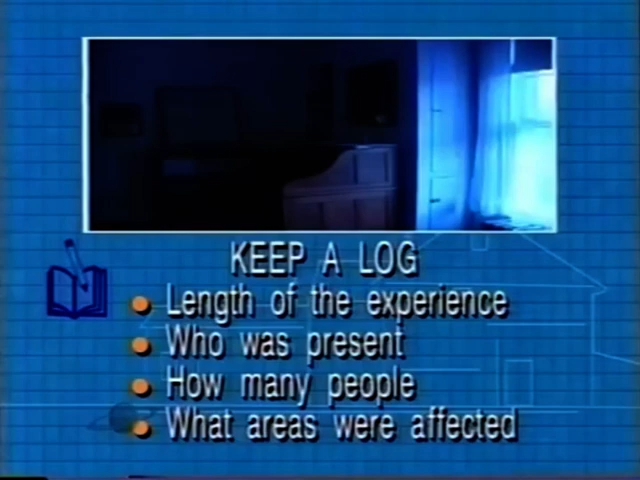 KEEP A LOG
Length of the experience
Who was present
How many people
What areas were affected